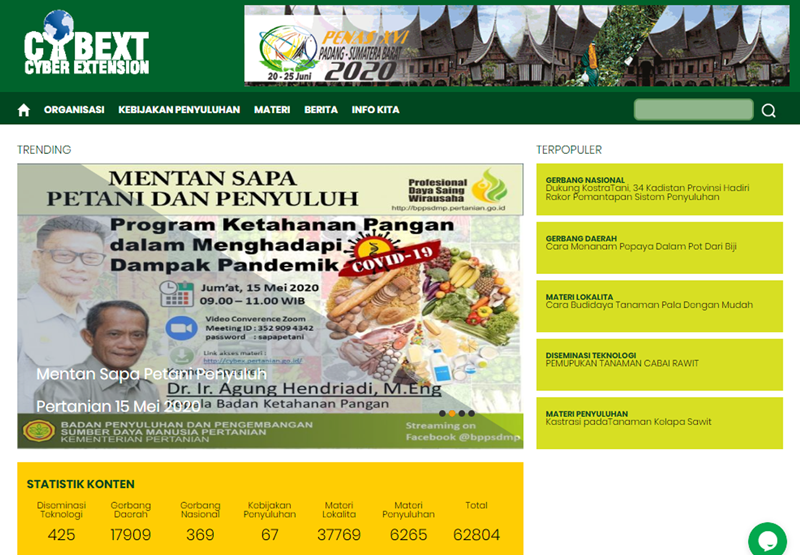 CYBEXT
CYBER EXTENSION
PENAS XVI
PADANG - SUMATERA BARAT
20 - 25 Juni 2020
ORGANISASI KEBIJAKAN PENYULUHAN MATERI BERITA INFO KITA
TRENDING
MENTAN SAPA
PETANI DAN PENYULUH
Profesional
Daya Saing
Wirausaha
http://bppsdmp.pertanian.go.id
Program Ketahanan Pangan
dalam Menghadapi
Dampak Pandemik
COVID-19
Jum'at, 15 Mei 2020
09.00 – 11.00 WIB
Video Converence Zoom
Meeting ID : 352 909 4342
password : sapapetani
Link akses materi :
http://cybex.pertanian.go.id/
Mentan Sapa Petani Penyuluh
Pertanian 15 Mei 2020
Dr. Ir. Agung Hendriadi, M.Eng
Kepala Badan Ketahanan Pangan
BADAN PENYULUHAN DAN PENGEMBANGAN
SUMBER DAYA MANUSIA PERTANIAN
KEMENTERIAN PERTANIAN
Streaming on
Facebook @bppsdmp
TERPOPULER
GERBANG NASIONAL
Dukung KostraTani, 34 Kadistan Provinsi Hadiri
Rakor Pemantapan Sistem Penyuluhan
GERBANG DAERAH
Cara Menanam Pepaya Dalam Pot Dari Biji
MATERI LOKALITA
Cara Budidaya Tanaman Pala Dengan Mudah
DISEMINASI TEKNOLOGI
PEMUPUKAN TANAMAN CABAI RAWIT
MATERI PENYULUHAN
Kastrasi padaTanaman Kelapa Sawit
STATISTIK KONTEN
Diseminasi Teknologi 425
Gerbang Daerah 17909
Gerbang Nasional 369
Kebijakan Penyuluhan 67
Materi Lokalita 37769
Materi Penyuluhan 6265
Total 62804